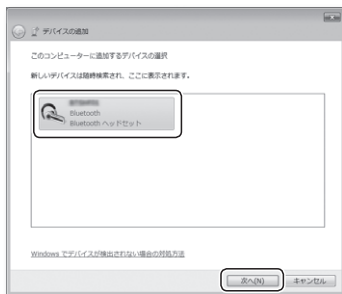 デバイスの追加
このコンピューターに追加するデバイスの選択
新しいデバイスは随時検索され、ここに表示されます。
Bluetooth
Bluetooth ヘッドセット
Windows でデバイスが検出されない場合の対処方法
次へ(N)
キャンセル